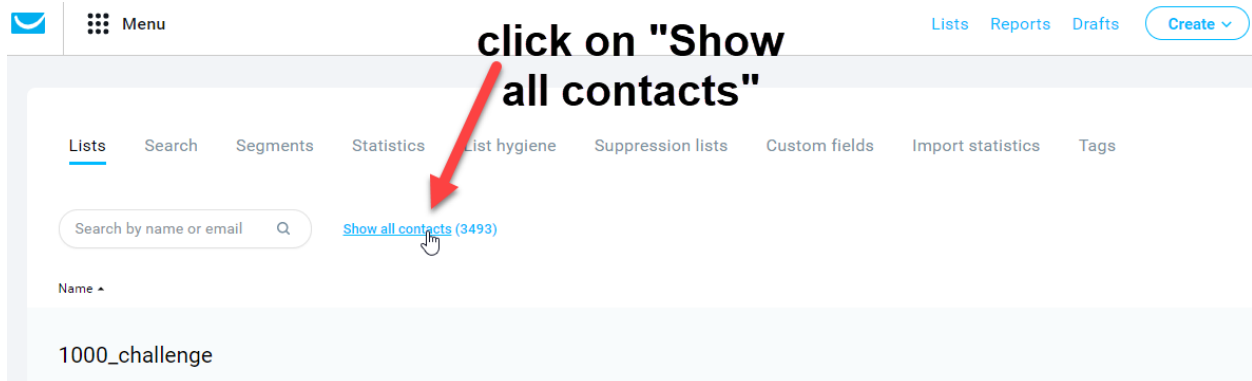 Menu
Lists Reports Drafts Create
click on "Show
all contacts"
Lists Search Segments Statistics List hygiene Suppression lists Custom fields Import statistics Tags
Search by name or email Show all contacts (3493)
Name
1000_challenge